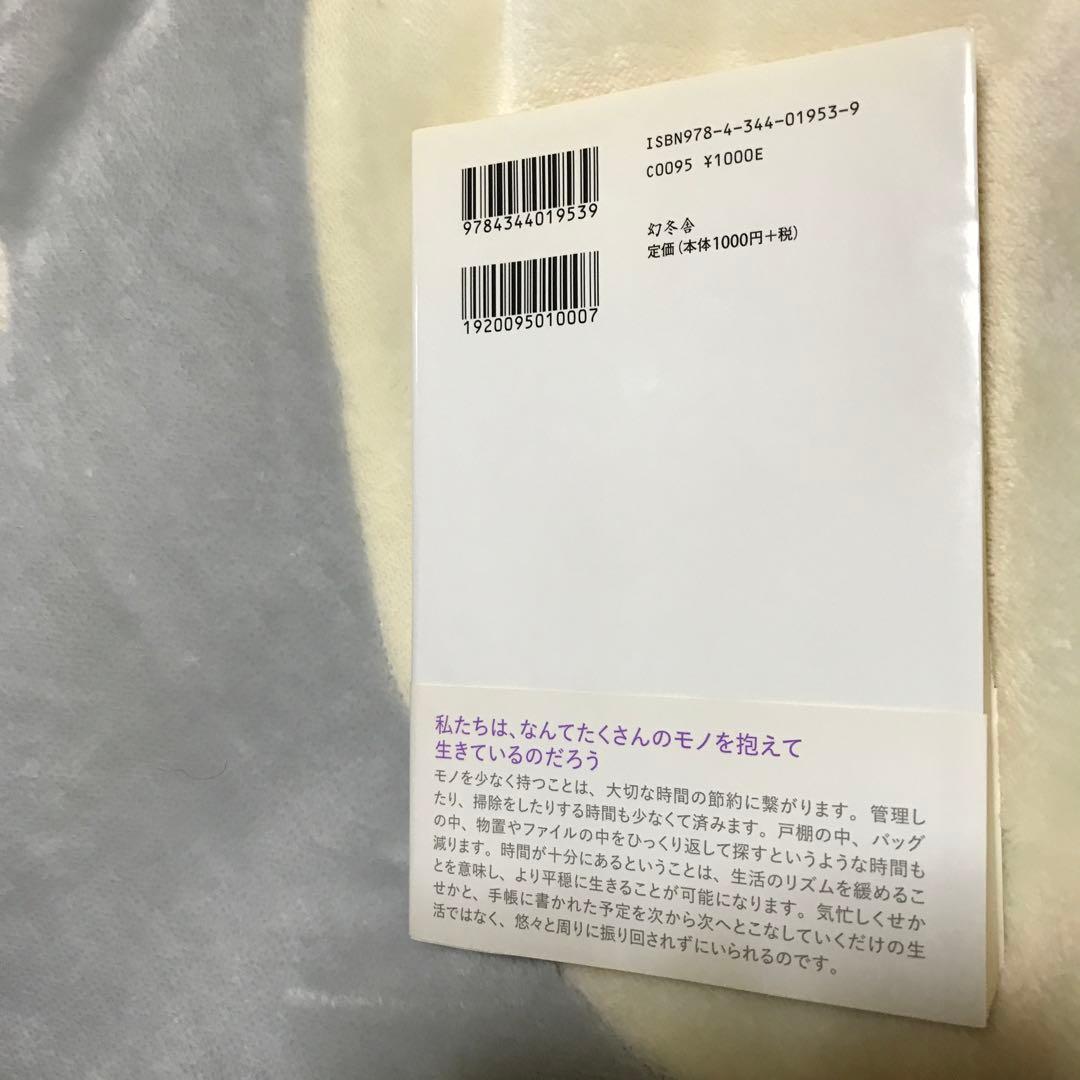 ISBN978-4-344-01953-9
C0095 ¥1000E
9784344019539
幻冬舎
定価(本体1000円+税)
1920095010007
私たちは、なんてたくさんのモノを抱えて
生きているのだろう
モノを少なく持つことは、大切な時間の節約に繋がります。管理し
たり、掃除をしたりする時間も少なくて済みます。戸棚の中、バッグ
の中、物置やファイルの中をひっくり返して探すというような時間も
減ります。時間が十分にあるということは、生活のリズムを緩めるこ
とを意味し、より平穏に生きることが可能になります。気忙しくせか
せかと、手帳に書かれた予定を次から次へとこなしていくだけの生
活ではなく、悠々と周りに振り回されずにいられるのです。